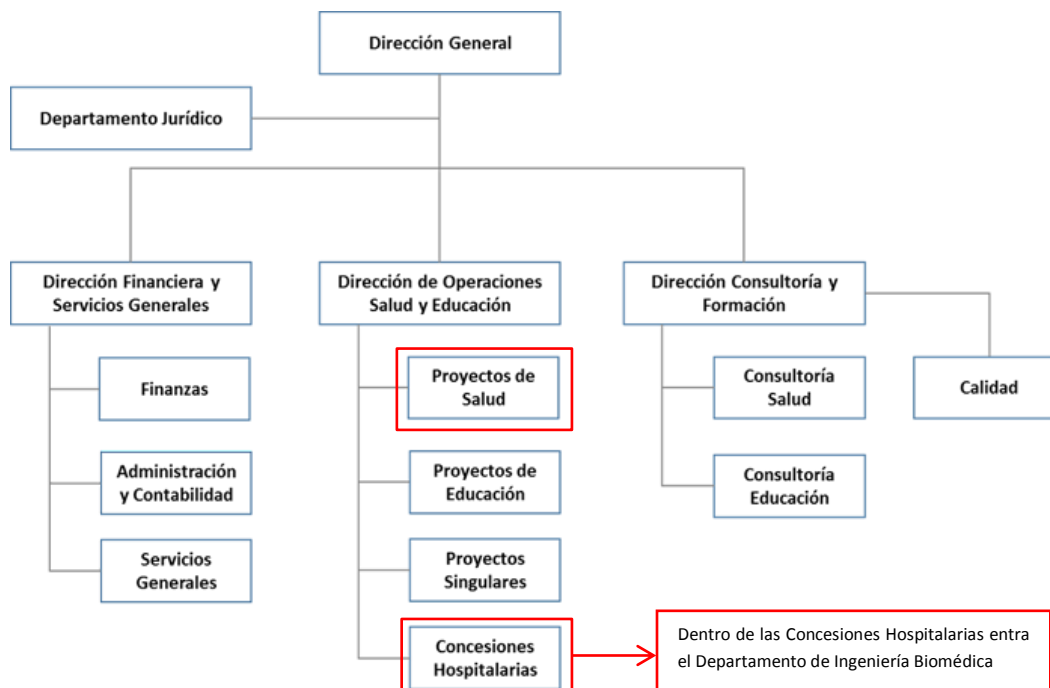 Dirección General
Departamento Jurídico
Dirección Financiera y
Servicios Generales
Dirección de Operaciones
Salud y Educación
Dirección Consultoría y
Formación
Finanzas
Proyectos de
Salud
Consultoría
Salud
Calidad
Administración
y Contabilidad
Proyectos de
Educación
Consultoría
Educación
Servicios
Generales
Proyectos
Singulares
Concesiones
Hospitalarias
Dentro de las Concesiones Hospitalarias entra
el Departamento de Ingeniería Biomédica